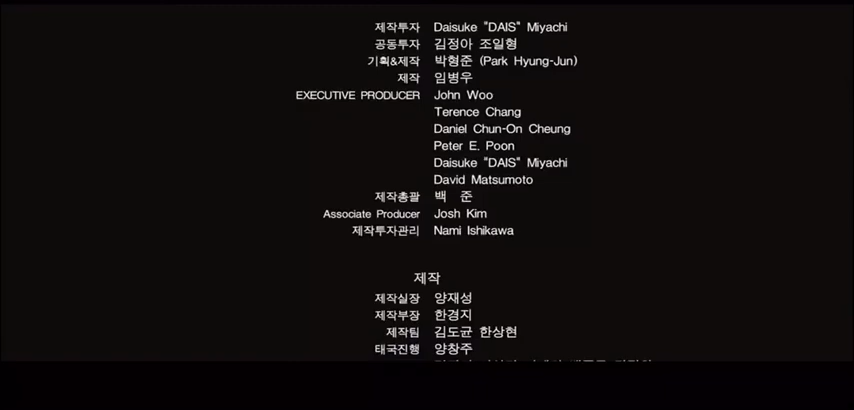 제작투자 Daisuke "DAIS" Miyachi
공동투자 김정아 조일형
기획&제작 박형준 (Park Hyung-Jun)
제작 임병우
EXECUTIVE PRODUCER John Woo
Terence Chang
Daniel Chun-On Cheung
Peter E. Poon
Daisuke "DAIS" Miyachi
David Matsumoto
제작총괄 백 준
Associate Producer Josh Kim
제작투자관리 Nami Ishikawa
제작
제작실장 양재성
제작부장 한경지
제작팀 김도균 한상현
태국진행 양창주